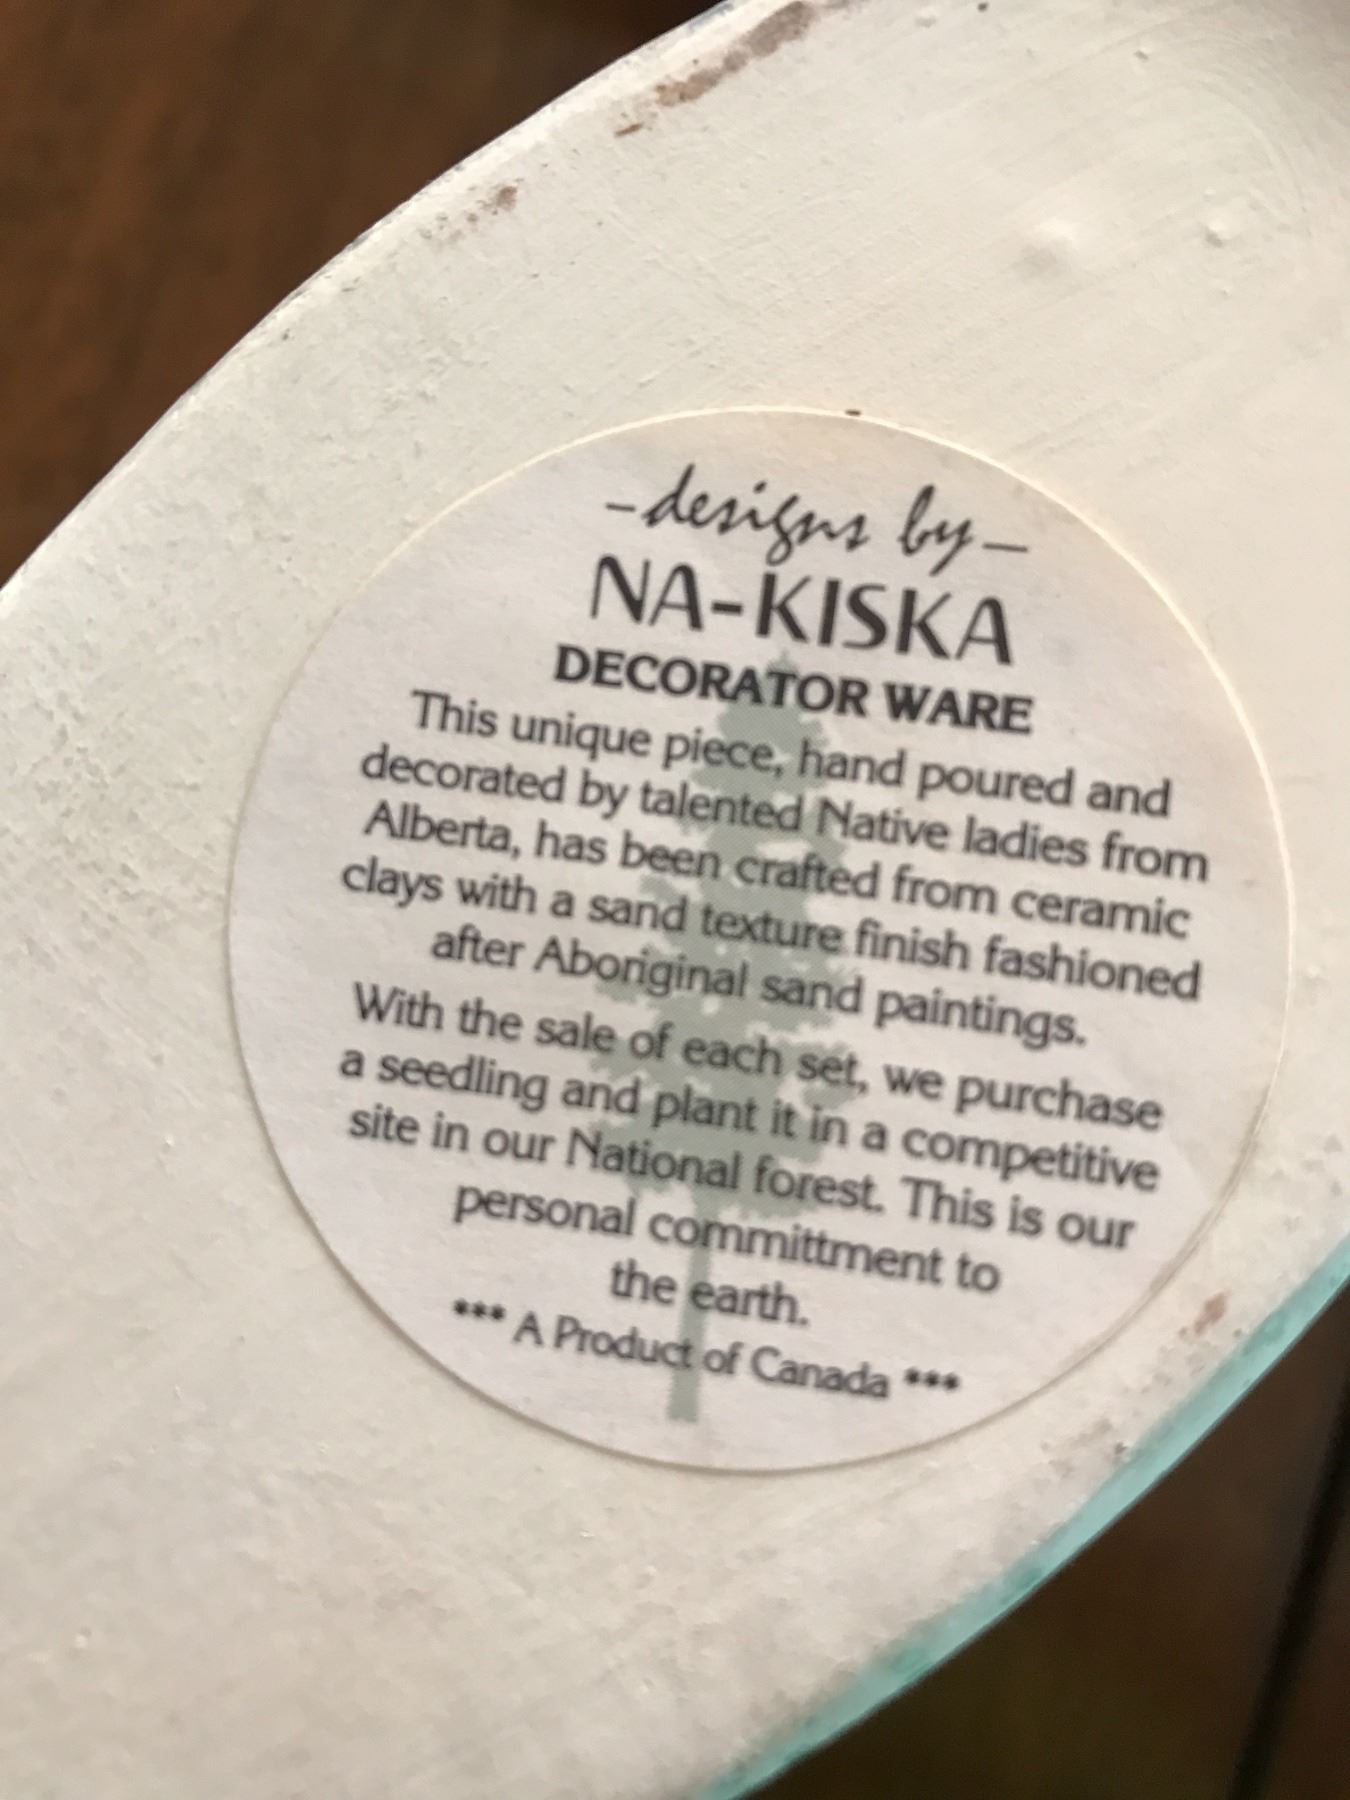 -designs by-
NA-KISKA
DECORATOR WARE
This unique piece, hand poured and
decorated by talented Native ladies from
Alberta, has been crafted from ceramic
clays with a sand texture finish fashioned
after Aboriginal sand paintings.
With the sale of each set, we purchase
a seedling and plant it in a competitive
site in our National forest. This is our
personal committment to
the earth.
*** A Product of Canada ***